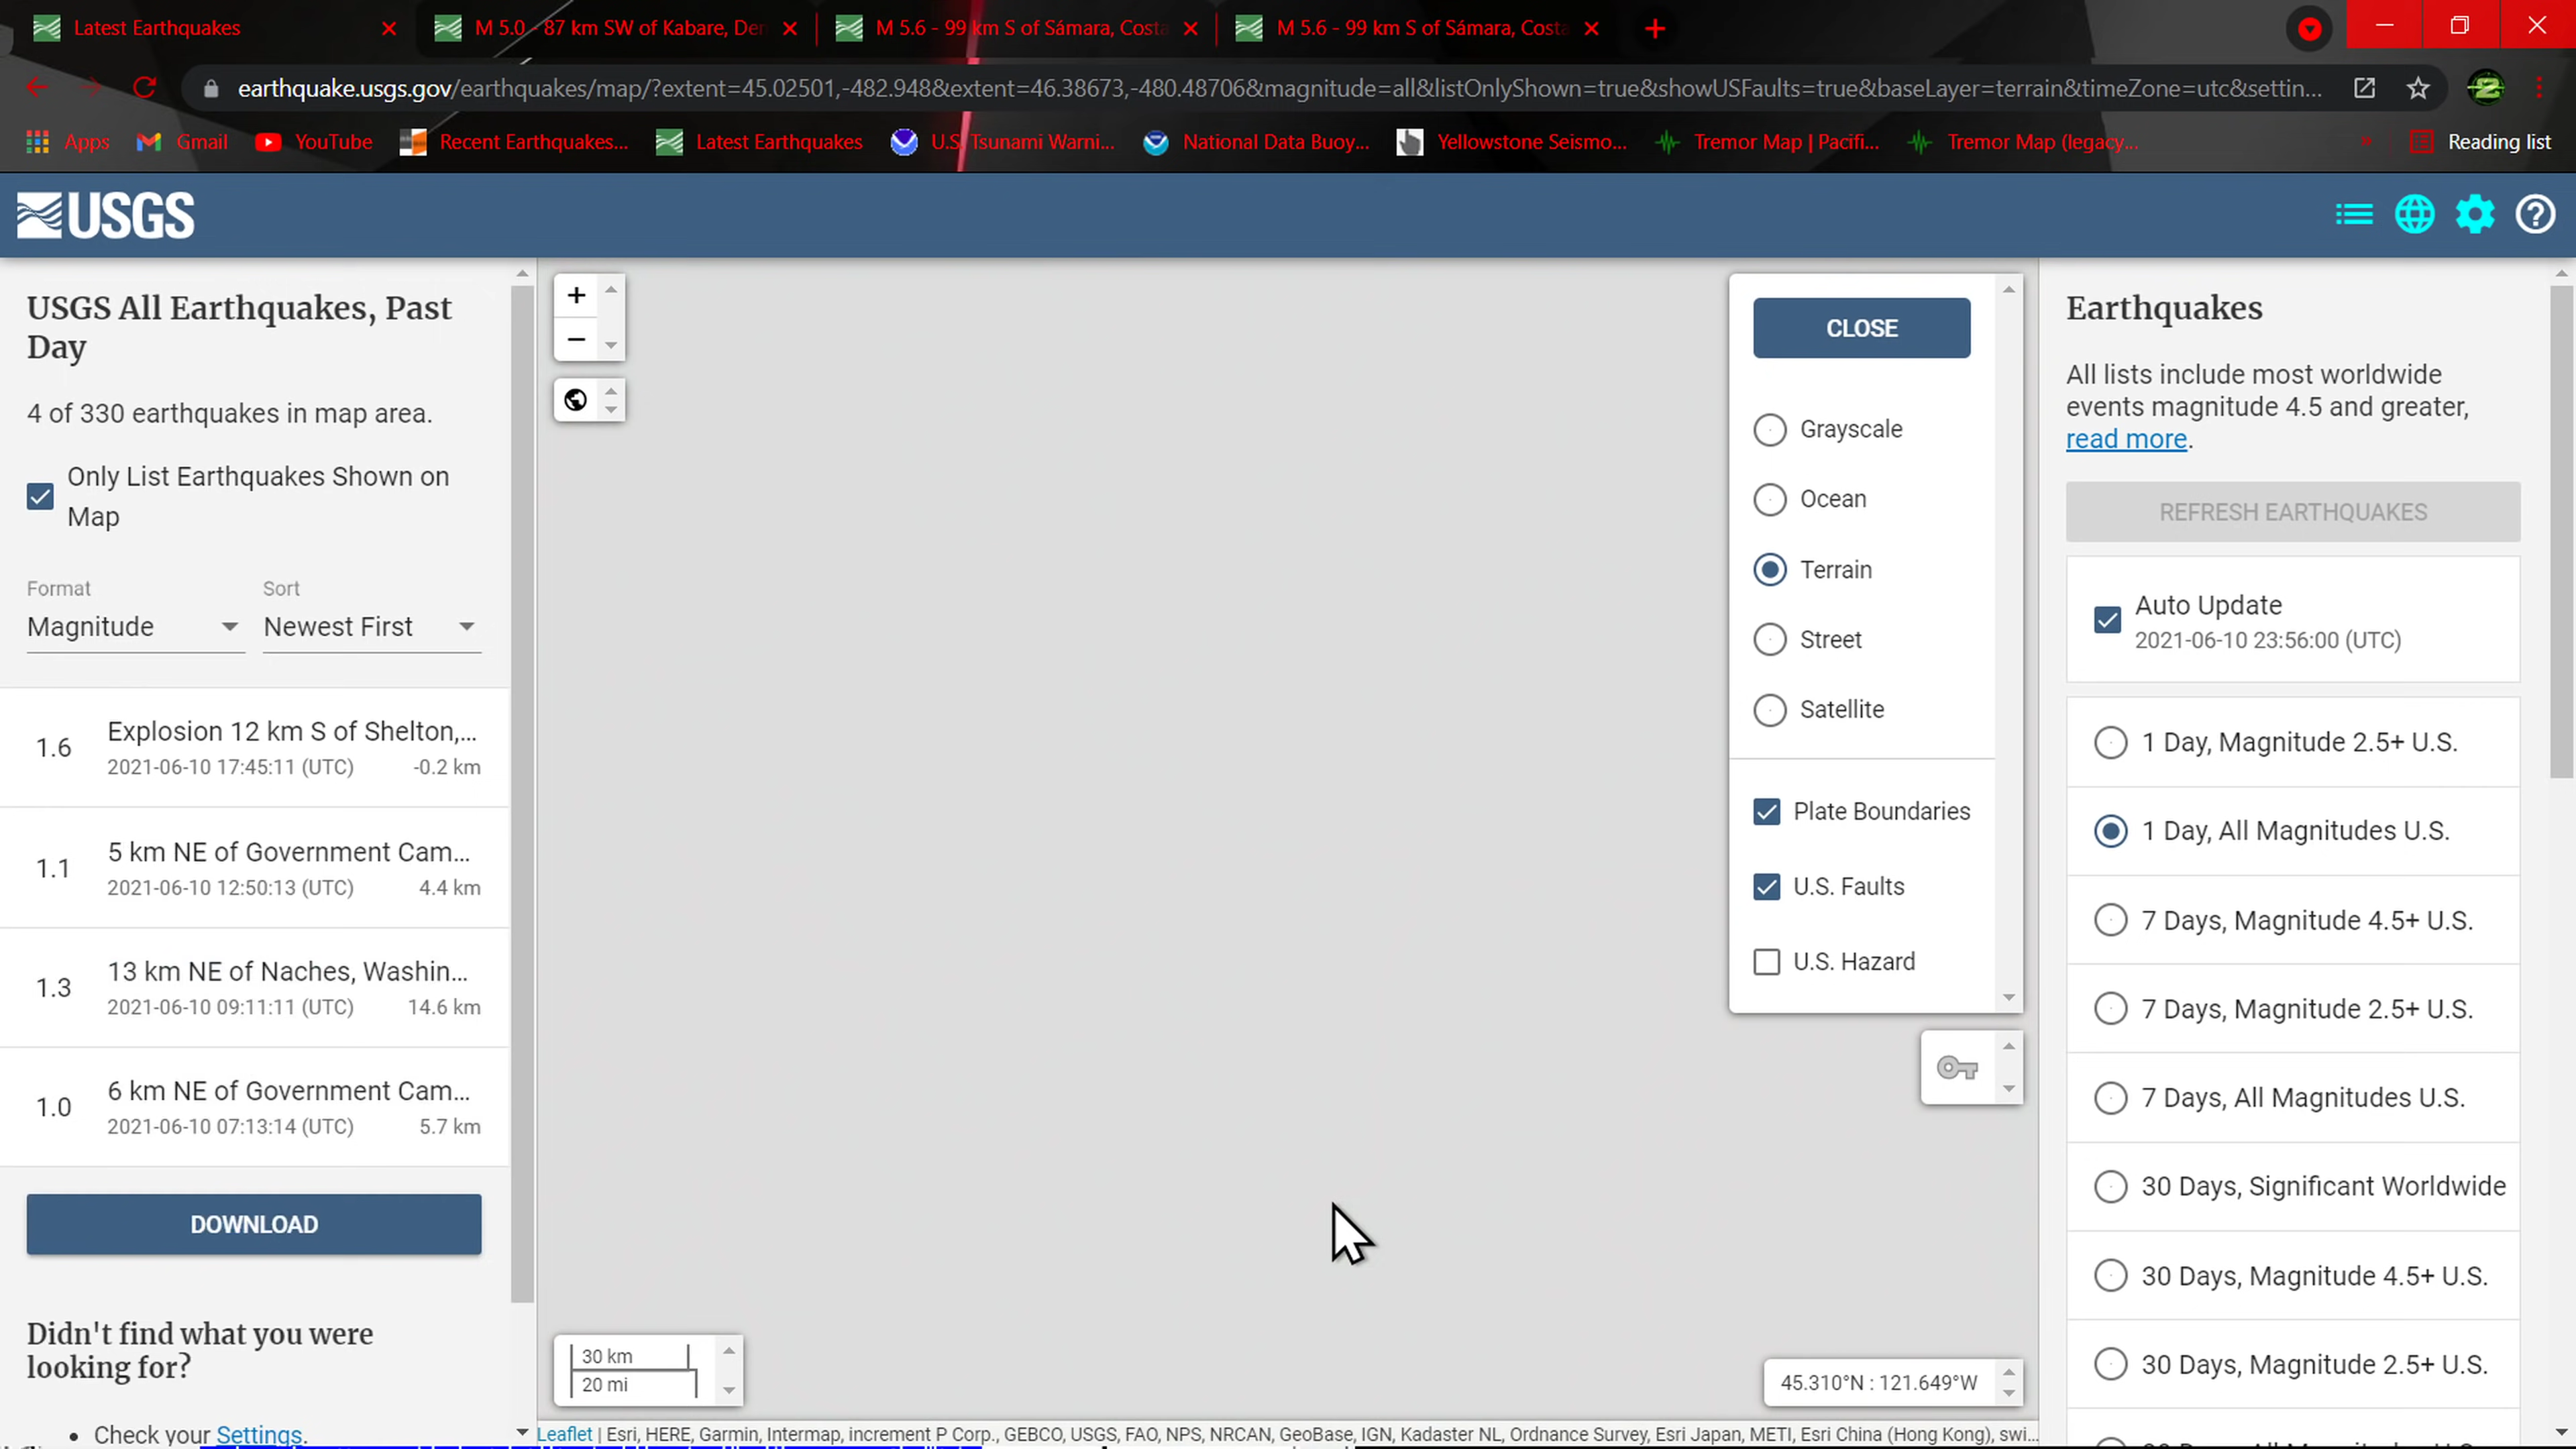 Latest Earthquakes
M 5.0 - 87 km SW of Kabare, Dem
M 5.6 - 99 km S of Sámara, Costa
M 5.6 - 99 km S of Sámara, Costa
earthquake.usgs.gov/earthquakes/map/?extent=45.02501,-482.948&extent=46.38673,-480.48706&magnitude=all&listOnlyShown=true&showUSFaults=true&baseLayer=terrain&timeZone=utc&settin...
Apps
Gmail
YouTube
Recent Earthquakes...
Latest Earthquakes
U.S. Tsunami Warni...
National Data Buoy...
Yellowstone Seismo...
Tremor Map | Pacifi...
Tremor Map (legacy...
Reading list
USGS
USGS All Earthquakes, Past
Day
4 of 330 earthquakes in map area.
Only List Earthquakes Shown on
Map
Format
Sort
Magnitude
Newest First
1.6
Explosion 12 km S of Shelton,...
2021-06-10 17:45:11 (UTC)
-0.2 km
1.1
5 km NE of Government Cam...
2021-06-10 12:50:13 (UTC)
4.4 km
1.3
13 km NE of Naches, Washin...
2021-06-10 09:11:11 (UTC)
14.6 km
1.0
6 km NE of Government Cam...
2021-06-10 07:13:14 (UTC)
5.7 km
DOWNLOAD
Didn't find what you were
looking for?
• Check your Settings.
+
−
30 km
20 mi
CLOSE
Grayscale
Ocean
Terrain
Street
Satellite
Plate Boundaries
U.S. Faults
U.S. Hazard
45.310°N : 121.649°W
Leaflet | Esri, HERE, Garmin, Intermap, increment P Corp., GEBCO, USGS, FAO, NPS, NRCAN, GeoBase, IGN, Kadaster NL, Ordnance Survey, Esri Japan, METI, Esri China (Hong Kong), swi...
Earthquakes
All lists include most worldwide
events magnitude 4.5 and greater,
read more.
REFRESH EARTHQUAKES
Auto Update
2021-06-10 23:56:00 (UTC)
1 Day, Magnitude 2.5+ U.S.
1 Day, All Magnitudes U.S.
7 Days, Magnitude 4.5+ U.S.
7 Days, Magnitude 2.5+ U.S.
7 Days, All Magnitudes U.S.
30 Days, Significant Worldwide
30 Days, Magnitude 4.5+ U.S.
30 Days, Magnitude 2.5+ U.S.